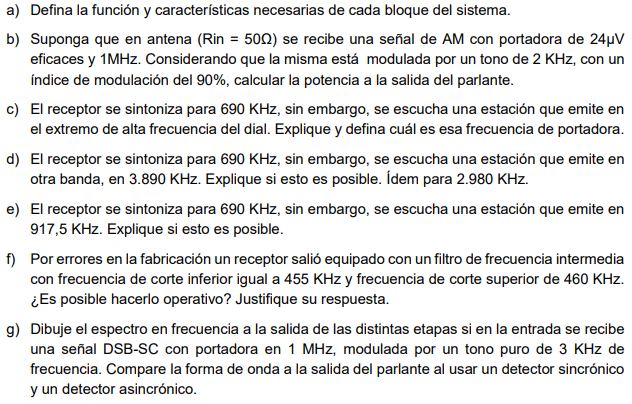 a) Defina la función y características necesarias de cada bloque del sistema.
b) Suponga que en antena (Rin = 50Ω) se recibe una señal de AM con portadora de 24µV
eficaces y 1MHz. Considerando que la misma está modulada por un tono de 2 KHz, con un
índice de modulación del 90%, calcular la potencia a la salida del parlante.
c) El receptor se sintoniza para 690 KHz, sin embargo, se escucha una estación que emite en
el extremo de alta frecuencia del dial. Explique y defina cuál es esa frecuencia de portadora.
d) El receptor se sintoniza para 690 KHz, sin embargo, se escucha una estación que emite en
otra banda, en 3.890 KHz. Explique si esto es posible. Ídem para 2.980 KHz.
e) El receptor se sintoniza para 690 KHz, sin embargo, se escucha una estación que emite en
917,5 KHz. Explique si esto es posible.
f) Por errores en la fabricación un receptor salió equipado con un filtro de frecuencia intermedia
con frecuencia de corte inferior igual a 455 KHz y frecuencia de corte superior de 460 KHz.
¿Es posible hacerlo operativo? Justifique su respuesta.
g) Dibuje el espectro en frecuencia a la salida de las distintas etapas si en la entrada se recibe
una señal DSB-SC con portadora en 1 MHz, modulada por un tono puro de 3 KHz de
frecuencia. Compare la forma de onda a la salida del parlante al usar un detector sincrónico
y un detector asincrónico.